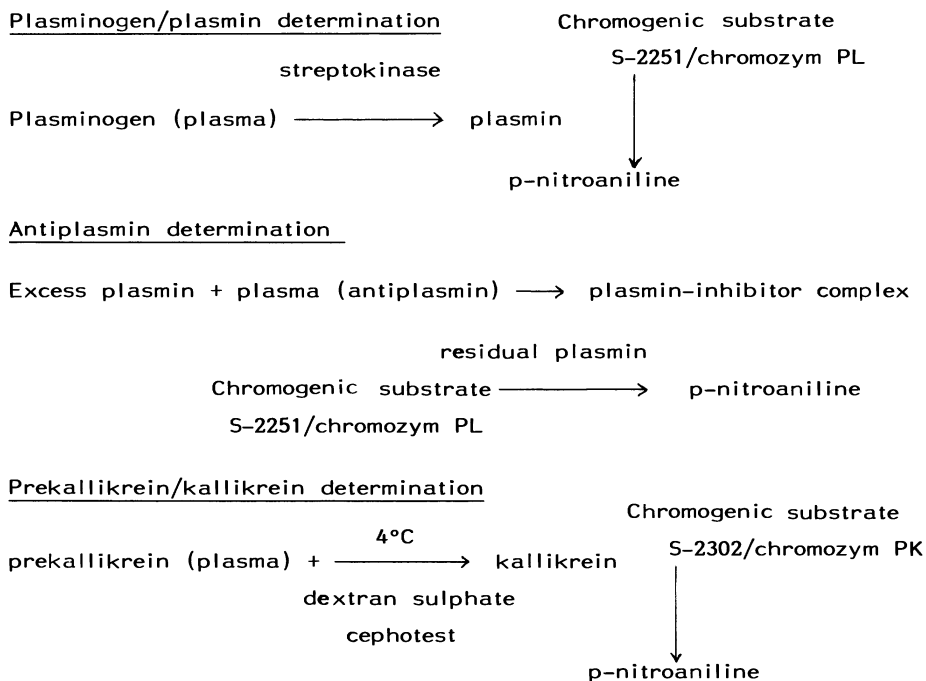 Plasminogen/plasmin determination
Chromogenic substrate
S-2251/chromozym PL
streptokinase
Plasminogen (plasma) ⟶ plasmin
p-nitroaniline
Antiplasmin determination
Excess plasmin + plasma (antiplasmin) ⟶ plasmin-inhibitor complex
residual plasmin
Chromogenic substrate ⟶ p-nitroaniline
S-2251/chromozym PL
Prekallikrein/kallikrein determination
Chromogenic substrate
S-2302/chromozym PK
4°C
prekallikrein (plasma) + ⟶ kallikrein
dextran sulphate
cephotest
p-nitroaniline